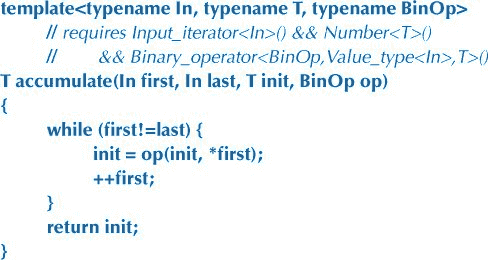 template<typename In, typename T, typename BinOp>
// requires Input_iterator<In>() && Number<T>()
// && Binary_operator<BinOp,Value_type<In>,T>()
T accumulate(In first, In last, T init, BinOp op)
{
while (first!=last) {
init = op(init, *first);
++first;
}
return init;
}